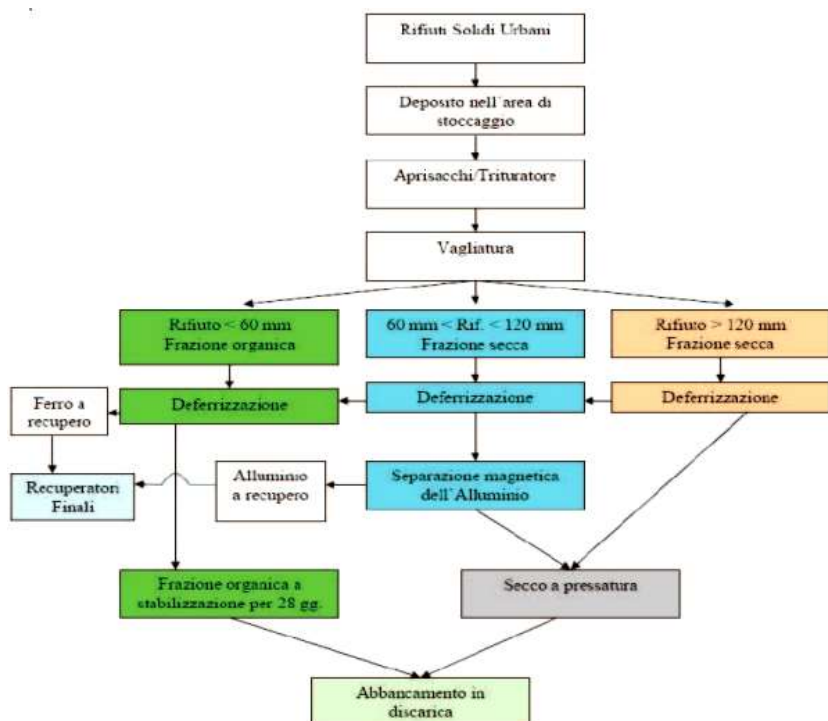 Rifiuti Solidi Urbani
Deposito nell'area di
stoccaggio
Aprisacchi/Trituratore
Vagliatura
Rifiuto < 60 mm
Frazione organica
60 mm < Rif. < 120 mm
Frazione secca
Rifiuto > 120 mm
Frazione secca
Ferro a
recupero
Deferrizzazione
Deferrizzazione
Deferrizzazione
Recuperatori
Finali
Alluminio
a recupero
Separazione magnetica
dell'Alluminio
Frazione organica a
stabilizzazione per 28 gg.
Secco a pressatura
Abbancamento in
discarica